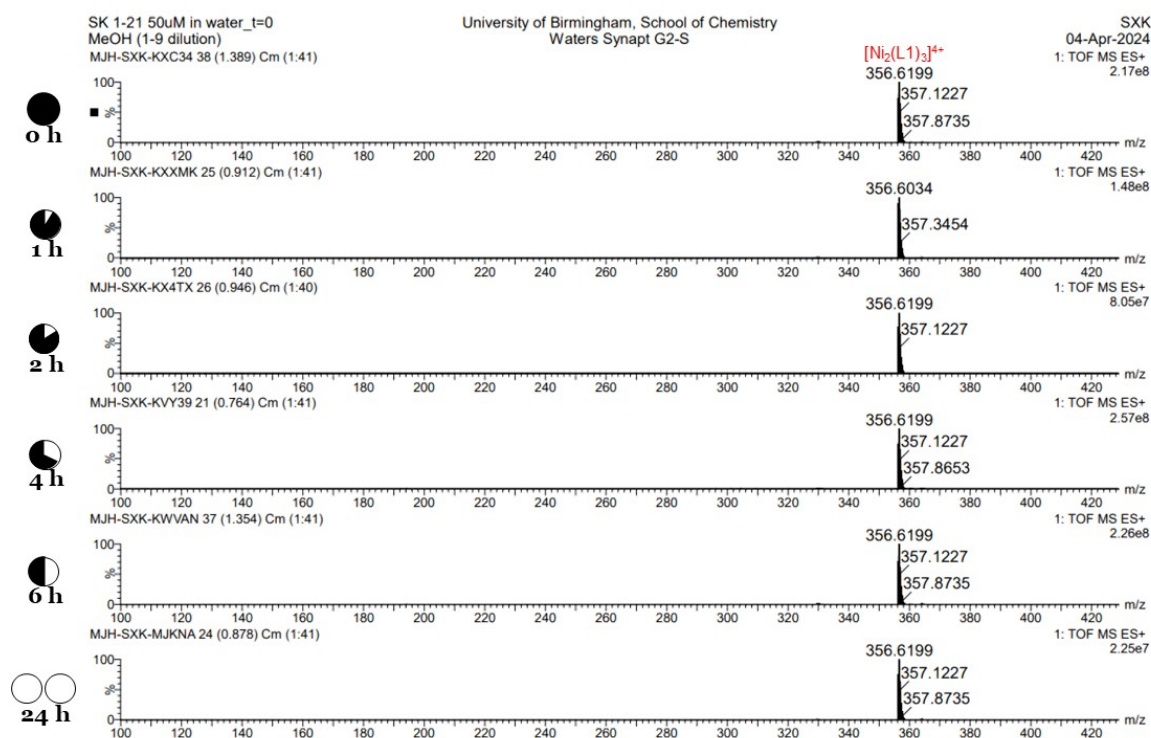 SK 1-21 50uM in water_t=0
University of Birmingham, School of Chemistry
SXK
MeOH (1-9 dilution)
Waters Synapt G2-S
04-Apr-2024
MJH-SXK-KXC34 38 (1.389) Cm (1:41)
[Ni₂(L1)₃]⁴⁺
1: TOF MS ES+
2.17e8
356.6199
100
357.1227
%
357.8735
0
0 h
m/z
100 120 140 160 180 200 220 240 260 280 300 320 340 360 380 400 420
MJH-SXK-KXXMK 25 (0.912) Cm (1:41)
1: TOF MS ES+
1.48e8
356.6034
100
%
357.3454
0
1 h
m/z
100 120 140 160 180 200 220 240 260 280 300 320 340 360 380 400 420
MJH-SXK-KX4TX 26 (0.946) Cm (1:40)
1: TOF MS ES+
8.05e7
356.6199
100
357.1227
%
0
2 h
m/z
100 120 140 160 180 200 220 240 260 280 300 320 340 360 380 400 420
MJH-SXK-KVY39 21 (0.764) Cm (1:41)
1: TOF MS ES+
2.57e8
356.6199
100
357.1227
%
357.8653
0
4 h
m/z
100 120 140 160 180 200 220 240 260 280 300 320 340 360 380 400 420
MJH-SXK-KWVAN 37 (1.354) Cm (1:41)
1: TOF MS ES+
2.26e8
356.6199
100
357.1227
%
357.8735
0
6 h
m/z
100 120 140 160 180 200 220 240 260 280 300 320 340 360 380 400 420
MJH-SXK-MJKNA 24 (0.878) Cm (1:41)
1: TOF MS ES+
2.25e7
356.6199
100
357.1227
%
357.8735
0
24 h
m/z
100 120 140 160 180 200 220 240 260 280 300 320 340 360 380 400 420